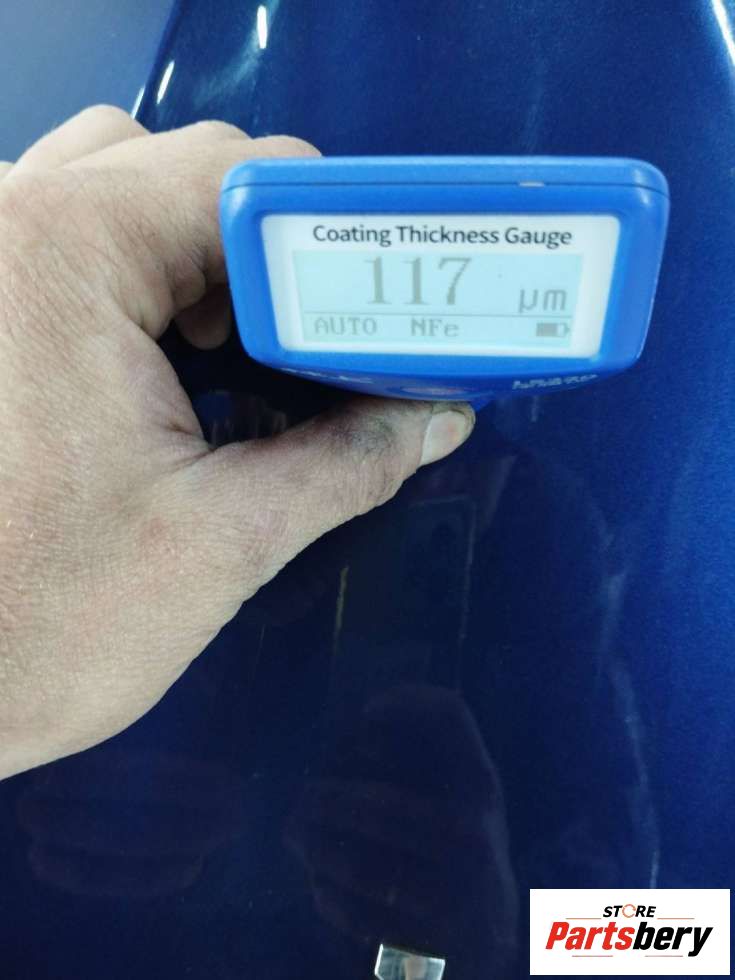 Coating Thickness Gauge
117 µm
AUTO NFe
STORE
Partsbery